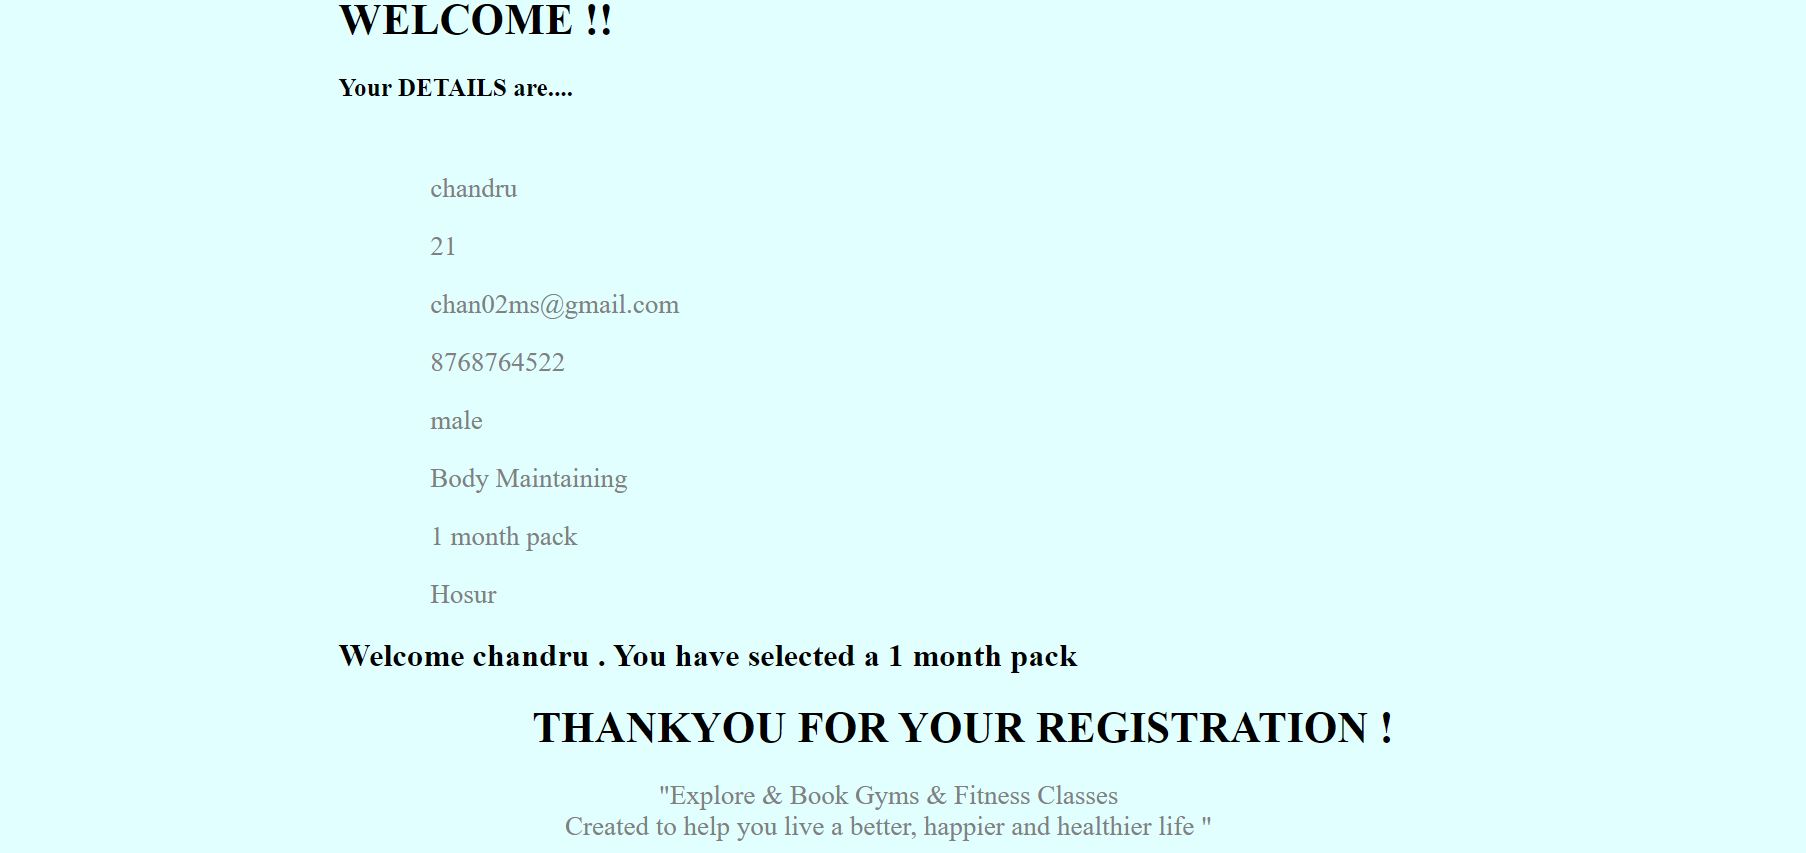 WELCOME !!
Your DETAILS are....
chandru
21
chan02ms@gmail.com
8768764522
male
Body Maintaining
1 month pack
Hosur
Welcome chandru . You have selected a 1 month pack
THANKYOU FOR YOUR REGISTRATION !
"Explore & Book Gyms & Fitness Classes
Created to help you live a better, happier and healthier life "